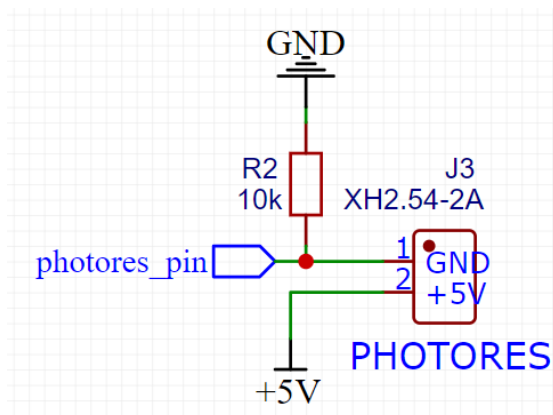 GND
R2
10k
J3
XH2.54-2A
photores_pin
1
GND
2
+5V
PHOTORES
+5V